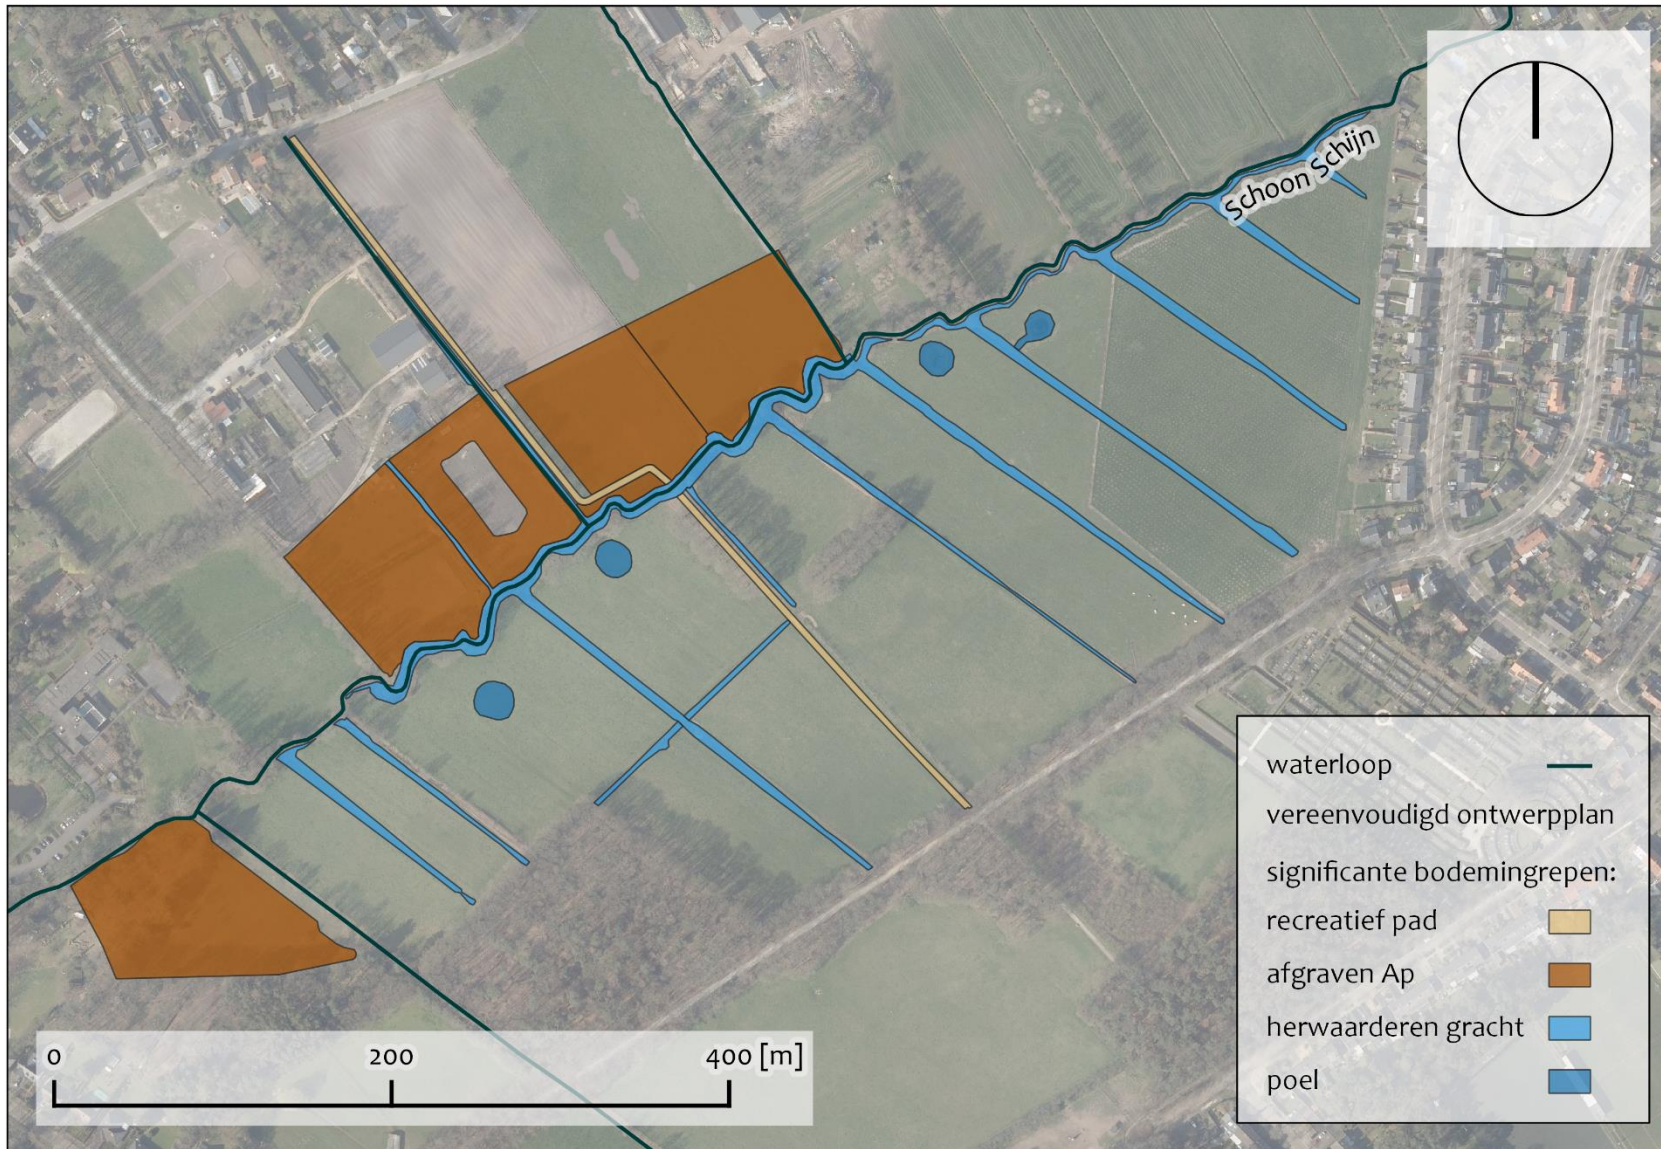 Schoon Schijn
waterloop
vereenvoudigd ontwerpplan
significante bodemingrepen:
recreatief pad
afgraven Ap
herwaarderen gracht
poel
0 200 400 [m]